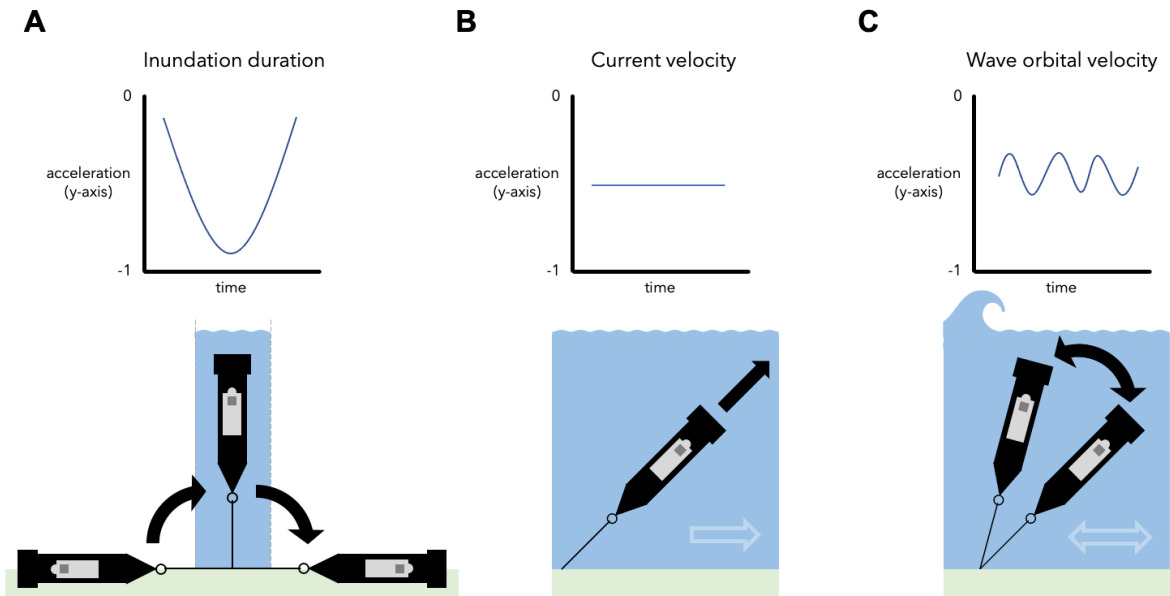 A
Inundation duration
0
acceleration
(y-axis)
-1
time
B
Current velocity
0
acceleration
(y-axis)
-1
time
C
Wave orbital velocity
0
acceleration
(y-axis)
-1
time